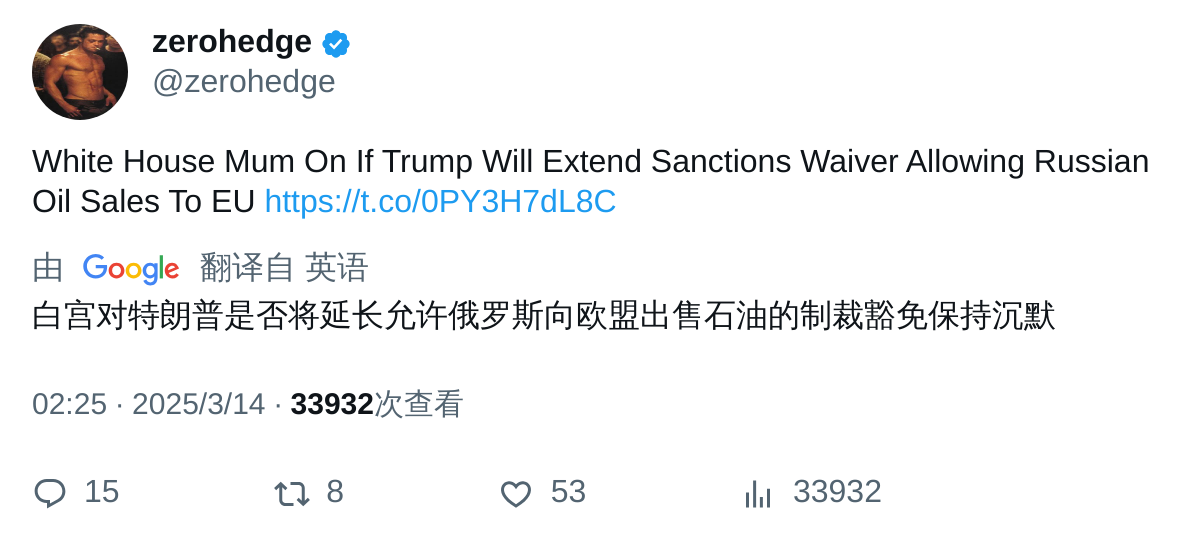 zerohedge
@zerohedge
White House Mum On If Trump Will Extend Sanctions Waiver Allowing Russian
Oil Sales To EU https://t.co/0PY3H7dL8C
由 Google 翻译自 英语
白宫对特朗普是否将延长允许俄罗斯向欧盟出售石油的制裁豁免保持沉默
02:25 · 2025/3/14 · 33932次查看
15 8 53 33932